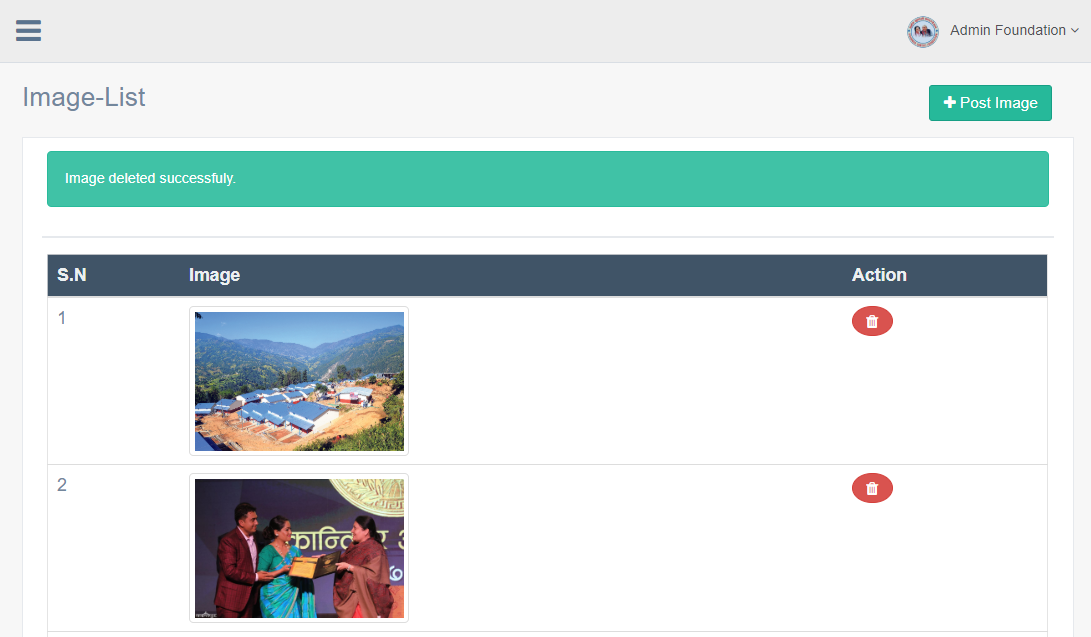 Admin Foundation
Image-List
Post Image
Image deleted successfuly.
S.N Image Action
1
2
कान्ति